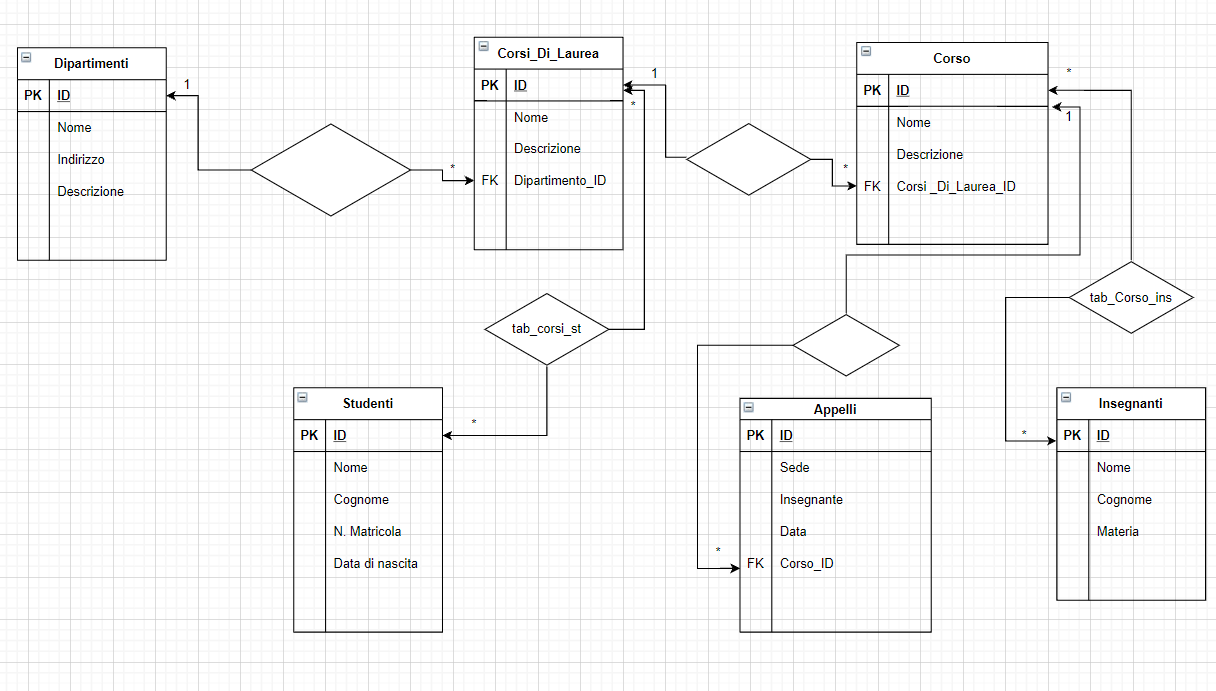 Dipartimenti
PK ID
Nome
Indirizzo
Descrizione
1
*
Corsi_Di_Laurea
PK ID
Nome
Descrizione
FK Dipartimento_ID
1
*
*
Corso
PK ID
Nome
Descrizione
FK Corsi _Di_Laurea_ID
*
1
tab_corsi_st
*
tab_Corso_ins
*
Studenti
PK ID
Nome
Cognome
N. Matricola
Data di nascita
Appelli
PK ID
Sede
Insegnante
Data
FK Corso_ID
*
Insegnanti
PK ID
Nome
Cognome
Materia